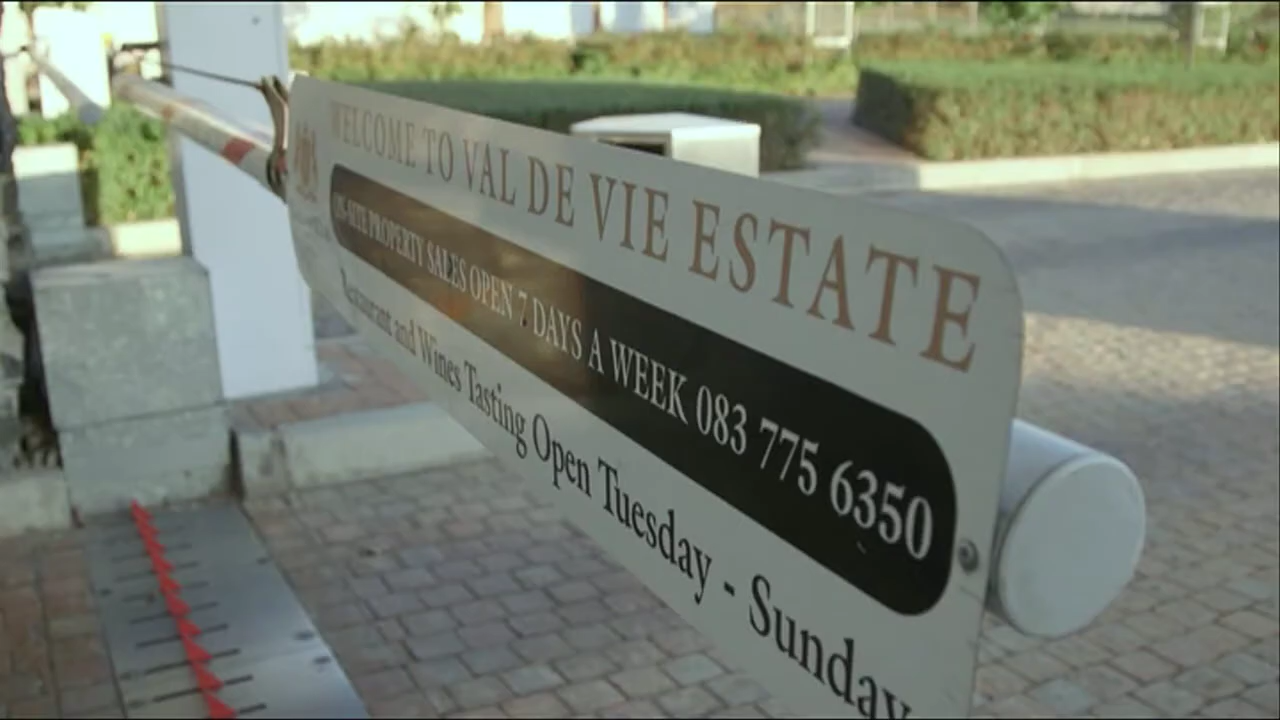 WELCOME TO VAL DE VIE ESTATE
ON-SITE PROPERTY SALES OPEN 7 DAYS A WEEK 083 775 6350
Restaurant and Wines Tasting Open Tuesday - Sunday